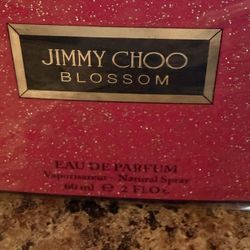 JIMMY CHOO
BLOSSOM
EAU DE PARFUM
Vaporisateur - Natural Spray
60 ml ℮ 2 FL.Oz.